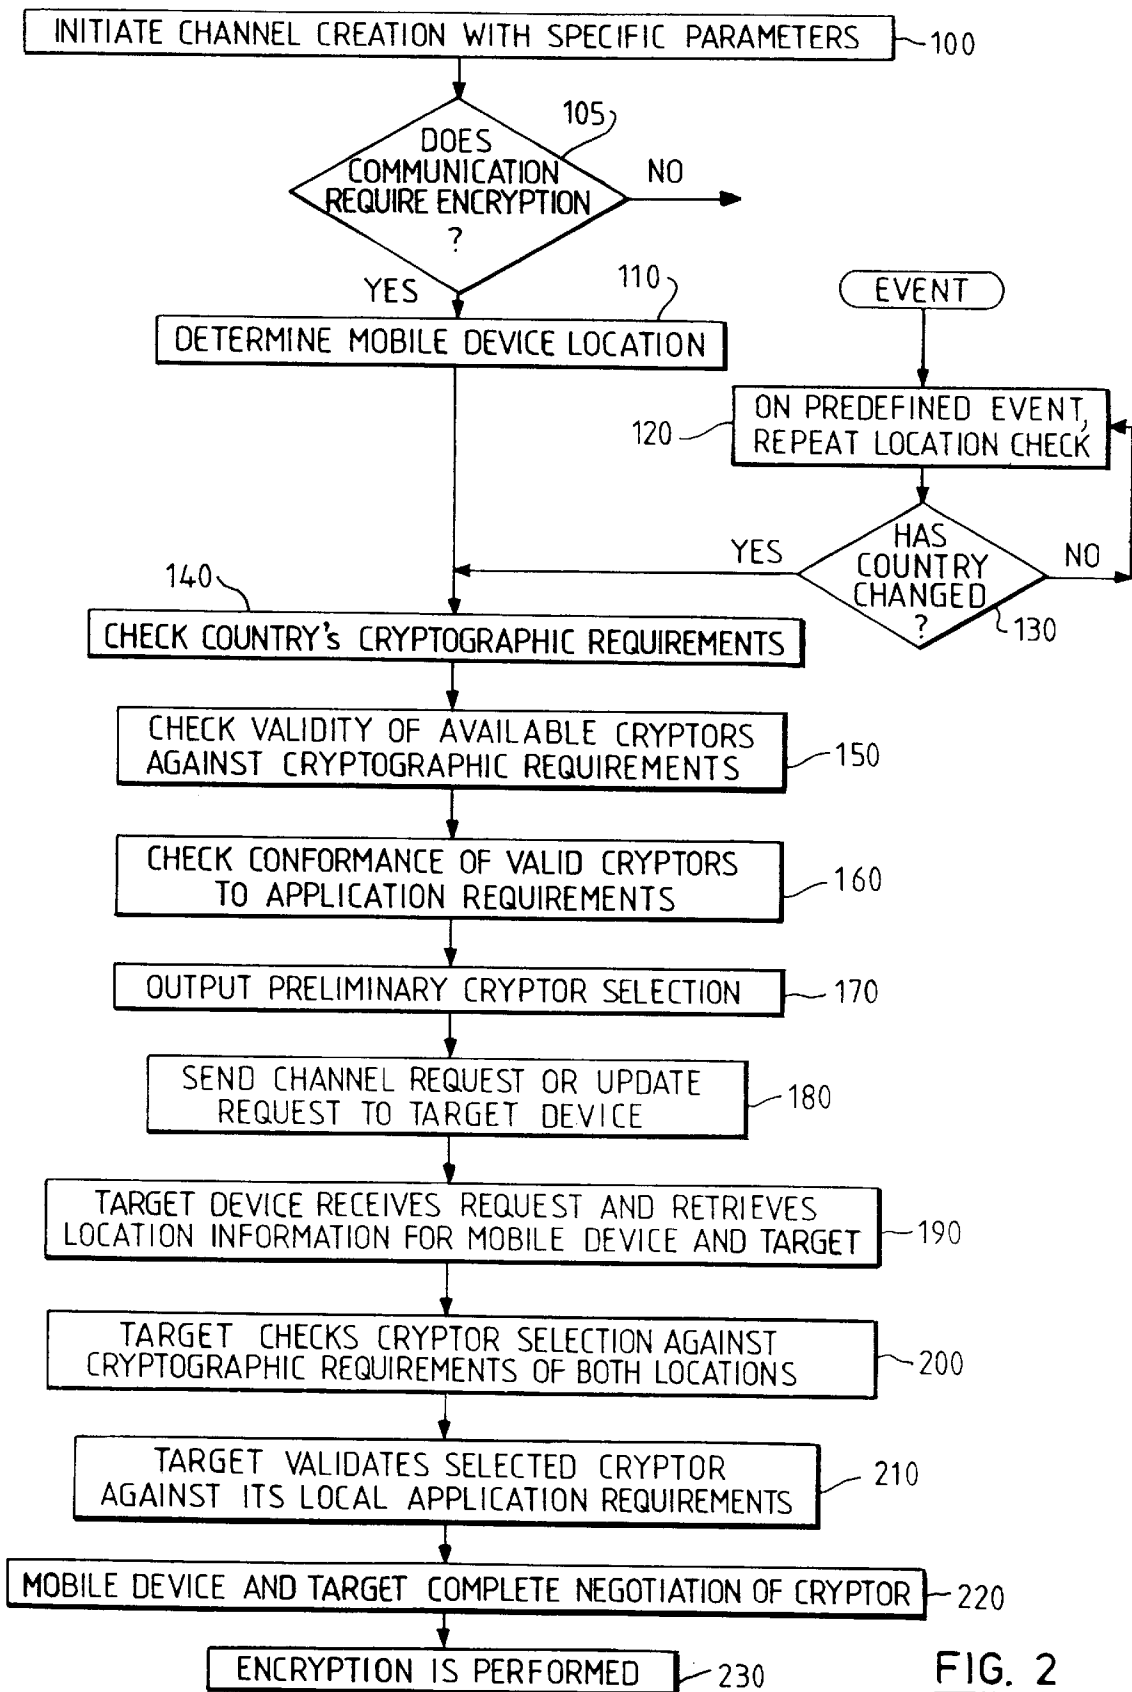 INITIATE CHANNEL CREATION WITH SPECIFIC PARAMETERS
100
105
DOES
COMMUNICATION
REQUIRE ENCRYPTION
?
NO
YES
110
DETERMINE MOBILE DEVICE LOCATION
EVENT
120
ON PREDEFINED EVENT,
REPEAT LOCATION CHECK
YES
HAS
COUNTRY
CHANGED
?
NO
130
140
CHECK COUNTRY's CRYPTOGRAPHIC REQUIREMENTS
CHECK VALIDITY OF AVAILABLE CRYPTORS
AGAINST CRYPTOGRAPHIC REQUIREMENTS
150
CHECK CONFORMANCE OF VALID CRYPTORS
TO APPLICATION REQUIREMENTS
160
OUTPUT PRELIMINARY CRYPTOR SELECTION
170
SEND CHANNEL REQUEST OR UPDATE
REQUEST TO TARGET DEVICE
180
TARGET DEVICE RECEIVES REQUEST AND RETRIEVES
LOCATION INFORMATION FOR MOBILE DEVICE AND TARGET
190
TARGET CHECKS CRYPTOR SELECTION AGAINST
CRYPTOGRAPHIC REQUIREMENTS OF BOTH LOCATIONS
200
TARGET VALIDATES SELECTED CRYPTOR
AGAINST ITS LOCAL APPLICATION REQUIREMENTS
210
MOBILE DEVICE AND TARGET COMPLETE NEGOTIATION OF CRYPTOR
220
ENCRYPTION IS PERFORMED
230
FIG. 2